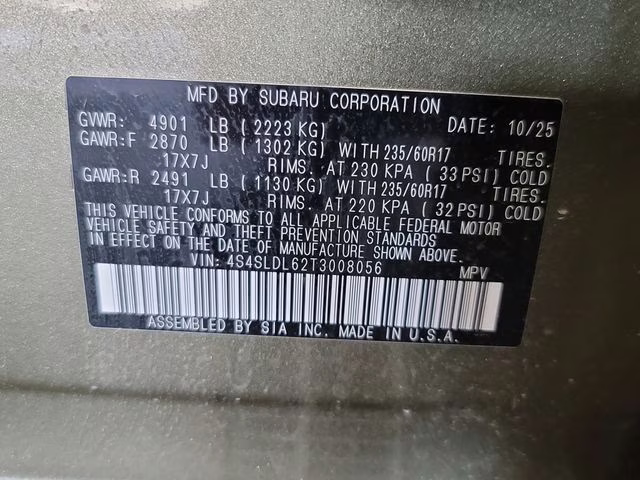 MFD BY SUBARU CORPORATION
GVWR: 4901 LB ( 2223 KG) DATE: 10/25
GAWR:F 2870 LB ( 1302 KG) WITH 235/60R17 TIRES.
17X7J RIMS. AT 230 KPA ( 33 PSI) COLD
GAWR:R 2491 LB ( 1130 KG) WITH 235/60R17 TIRES.
17X7J RIMS. AT 220 KPA ( 32 PSI) COLD
THIS VEHICLE CONFORMS TO ALL APPLICABLE FEDERAL MOTOR
VEHICLE SAFETY AND THEFT PREVENTION STANDARDS
IN EFFECT ON THE DATE OF MANUFACTURE SHOWN ABOVE.
VIN: 4S4SLDL62T3008056 MPV
ASSEMBLED BY SIA INC. MADE IN U.S.A.